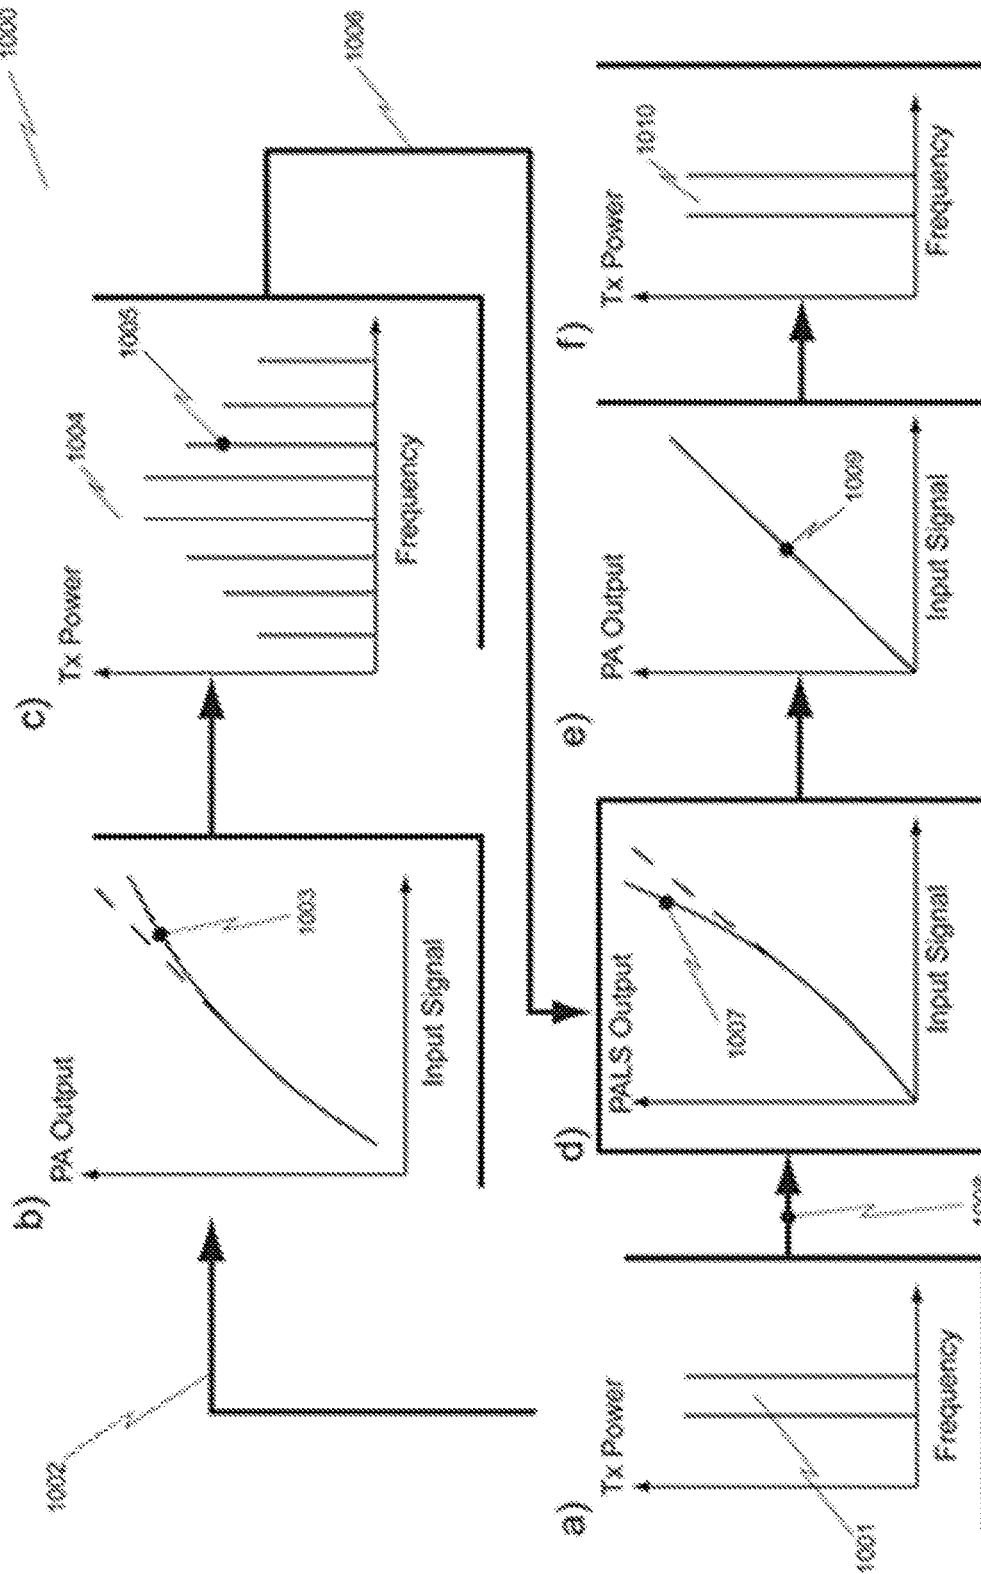 1000
b)
c)
1002
PA Output
Tx Power
1004
1005
1003
Input Signal
Frequency
1006
a)
d)
e)
f)
Tx Power
PALS Output
PA Output
Tx Power
1010
1007
1009
1001
Frequency
Input Signal
Input Signal
Frequency